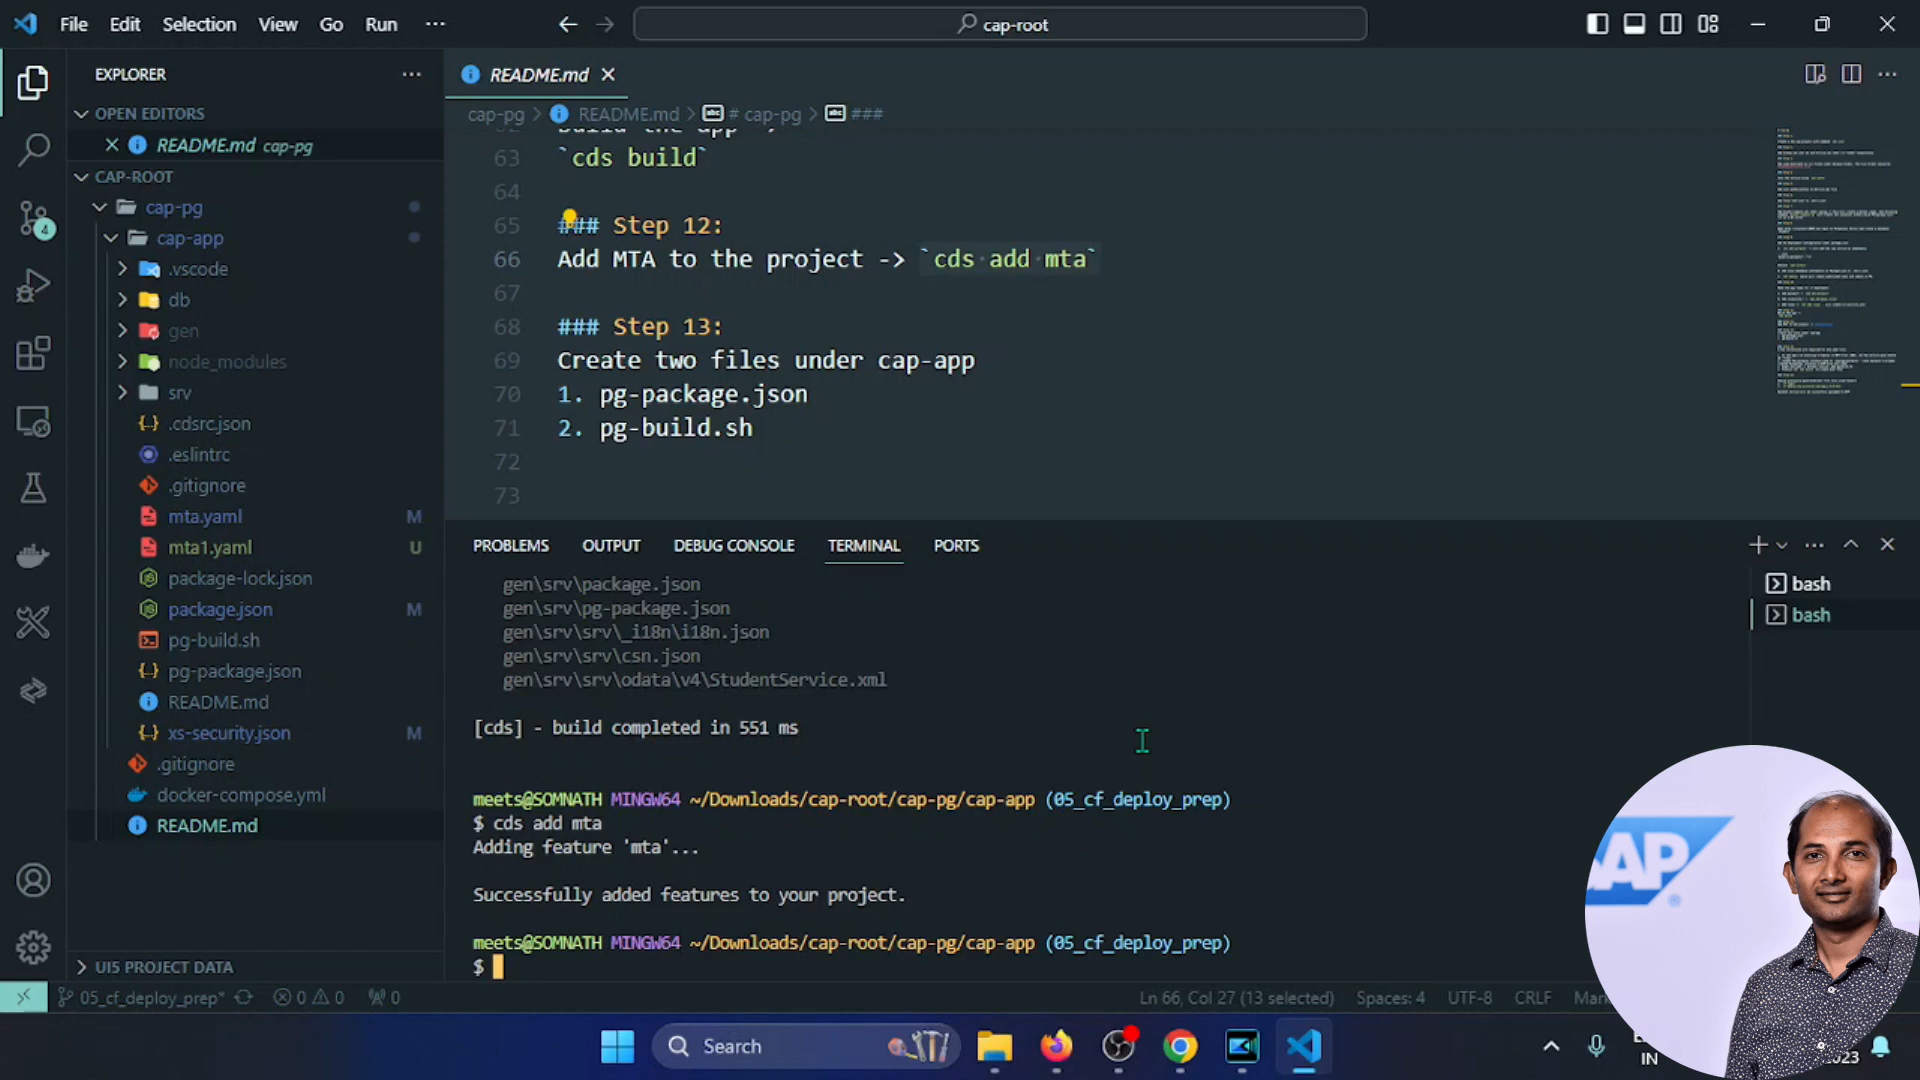 File Edit Selection View Go Run ···
cap-root
EXPLORER
OPEN EDITORS
README.md cap-pg
CAP-ROOT
cap-pg
cap-app
.vscode
db
gen
node_modules
srv
.cdsrc.json
.eslintrc
.gitignore
mta.yaml M
mta1.yaml U
package-lock.json
package.json M
pg-build.sh
pg-package.json
README.md
xs-security.json M
.gitignore
docker-compose.yml
README.md
UI5 PROJECT DATA
4
README.md
cap-pg > README.md > # cap-pg > ###
63 `cds build`
64
65 ### Step 12:
66 Add MTA to the project -> `cds add mta`
67
68 ### Step 13:
69 Create two files under cap-app
70 1. pg-package.json
71 2. pg-build.sh
72
73
PROBLEMS OUTPUT DEBUG CONSOLE TERMINAL PORTS
bash
bash
gen\srv\package.json
gen\srv\pg-package.json
gen\srv\srv\_i18n\i18n.json
gen\srv\srv\csn.json
gen\srv\srv\odata\v4\StudentService.xml
[cds] - build completed in 551 ms
meets@SOMNATH MINGW64 ~/Downloads/cap-root/cap-pg/cap-app (05_cf_deploy_prep)
$ cds add mta
Adding feature 'mta'...
Successfully added features to your project.
meets@SOMNATH MINGW64 ~/Downloads/cap-root/cap-pg/cap-app (05_cf_deploy_prep)
$
05_cf_deploy_prep* 0 0 0
Ln 66, Col 27 (13 selected) Spaces: 4 UTF-8 CRLF
Search
IN